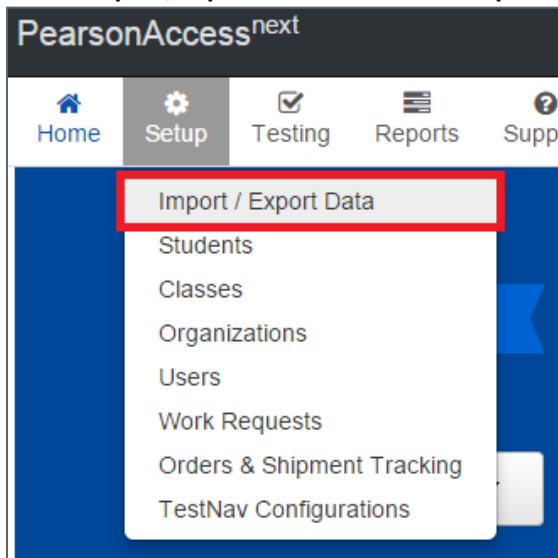 PearsonAccessnext
Home Setup Testing Reports Supp
Import / Export Data
Students
Classes
Organizations
Users
Work Requests
Orders & Shipment Tracking
TestNav Configurations